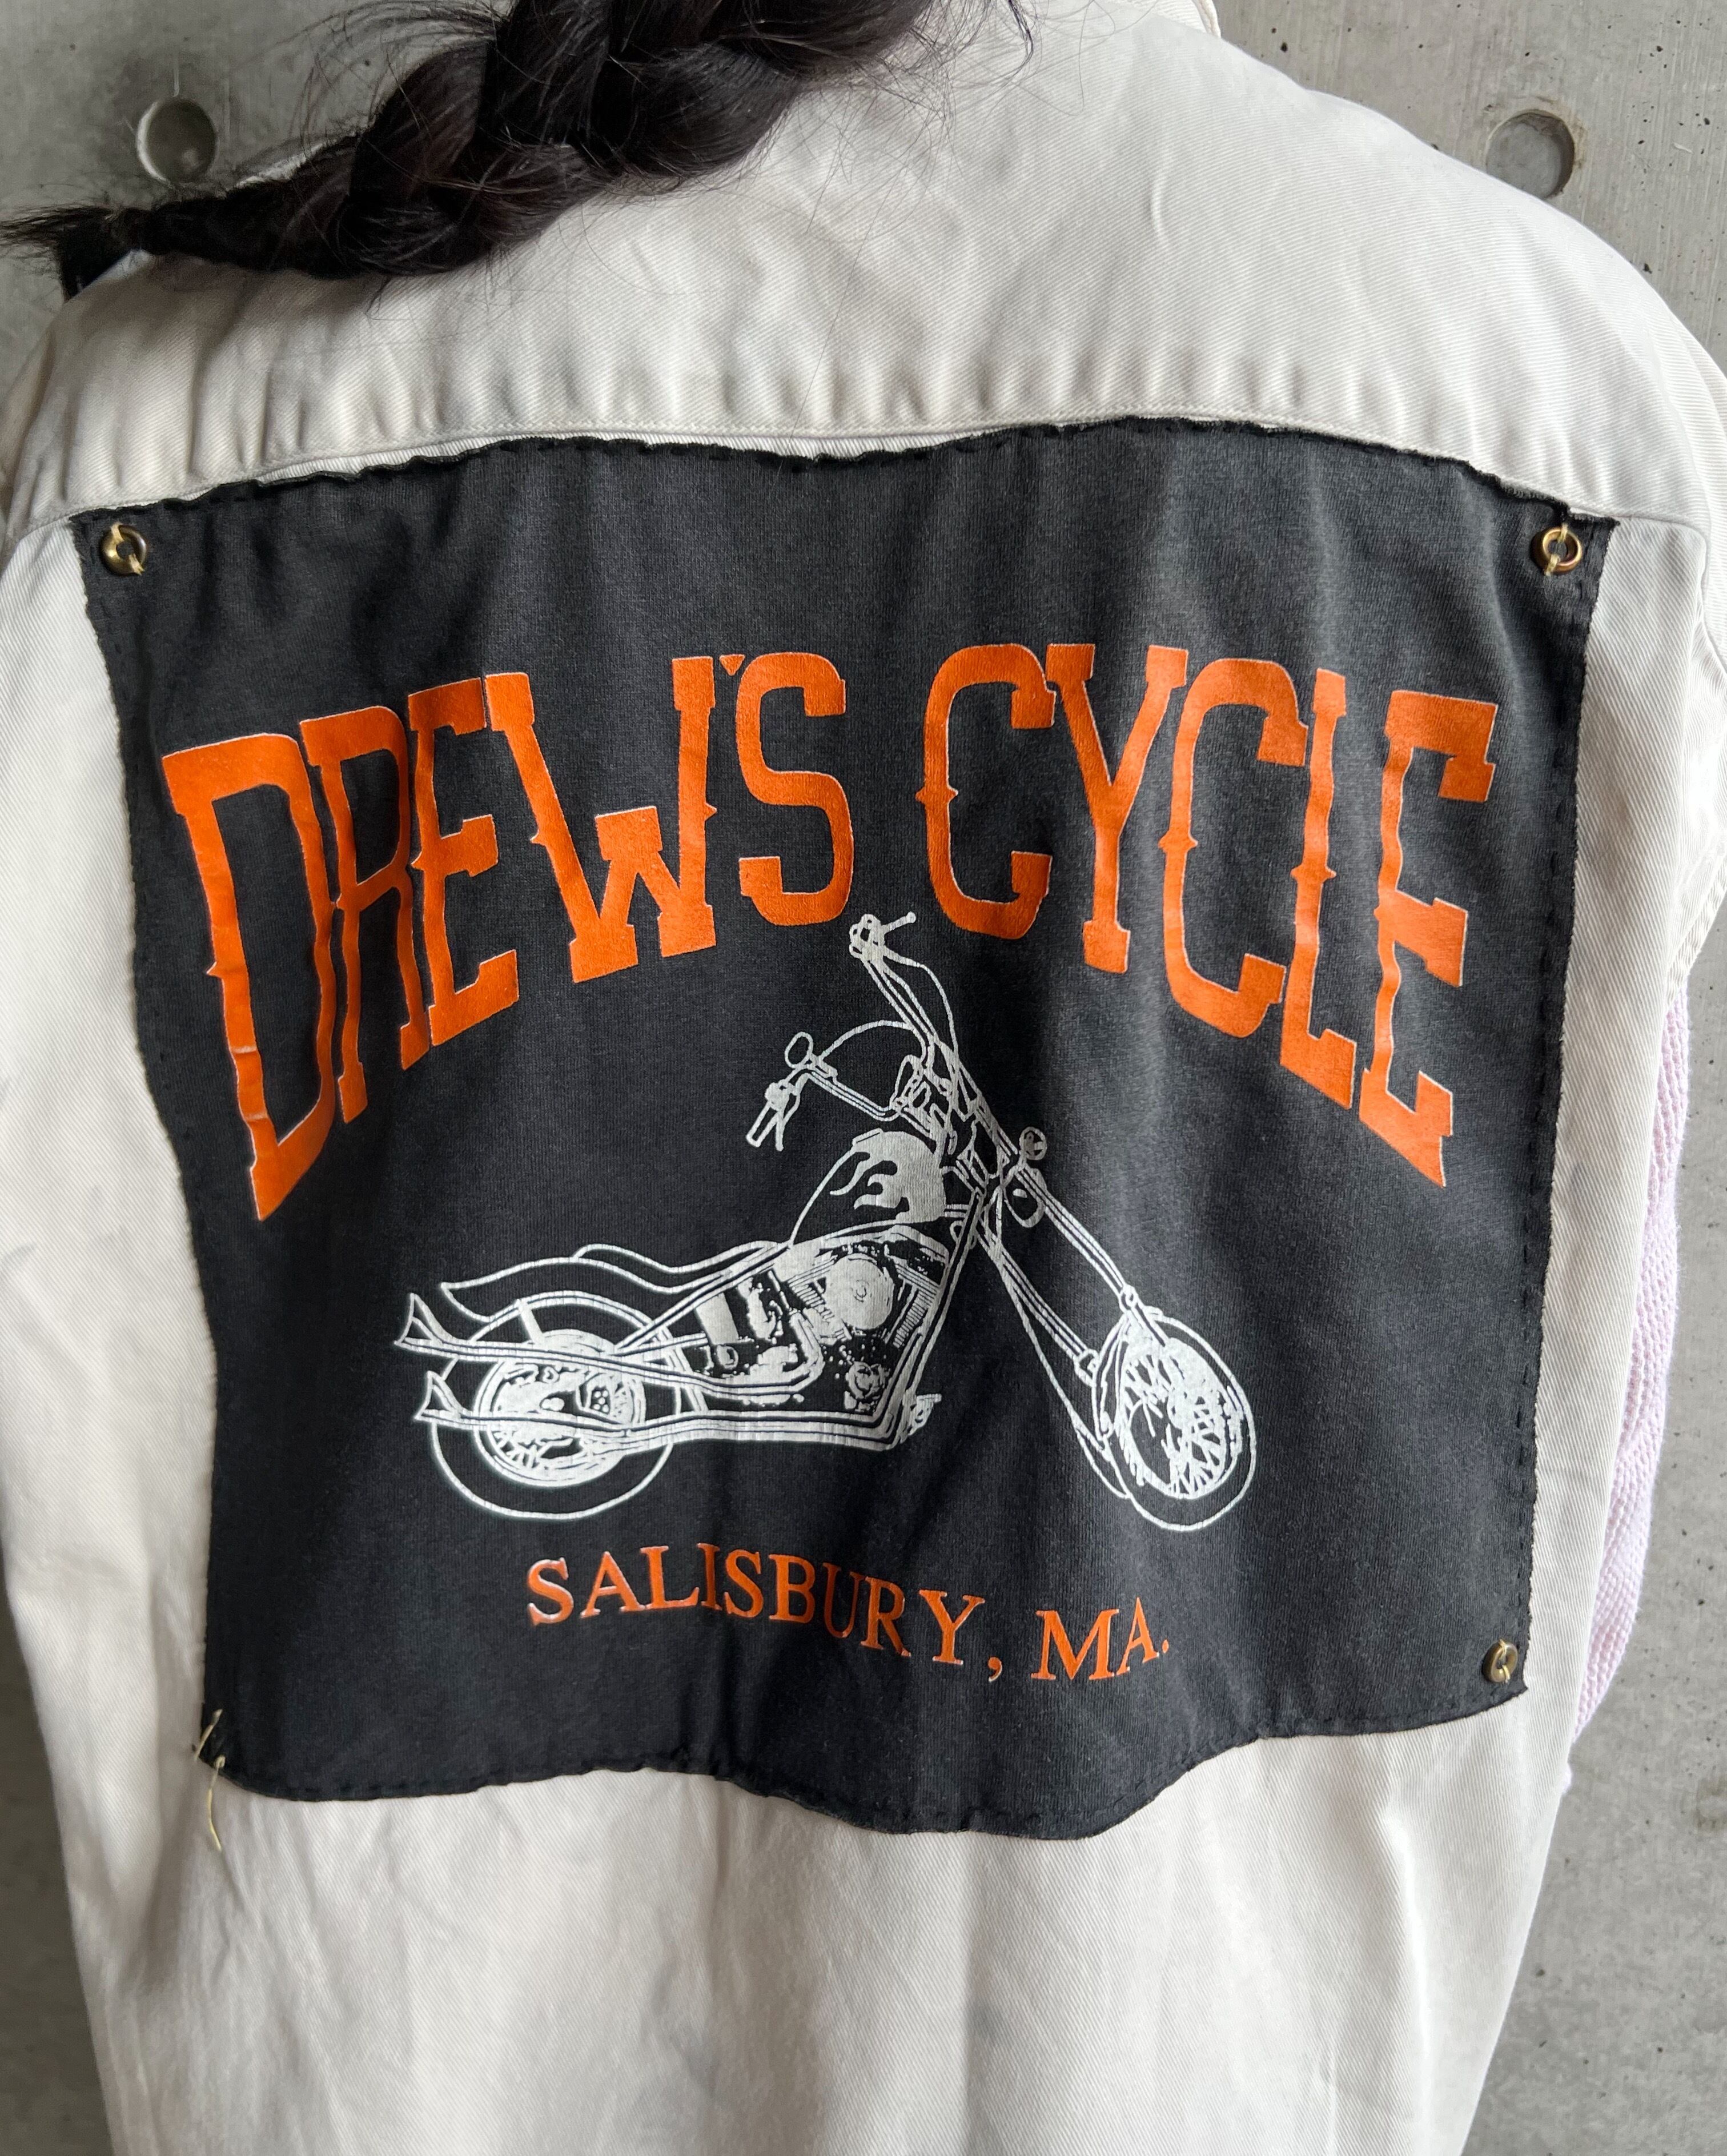 DREW'S CYCLE
SALISBURY, MA.